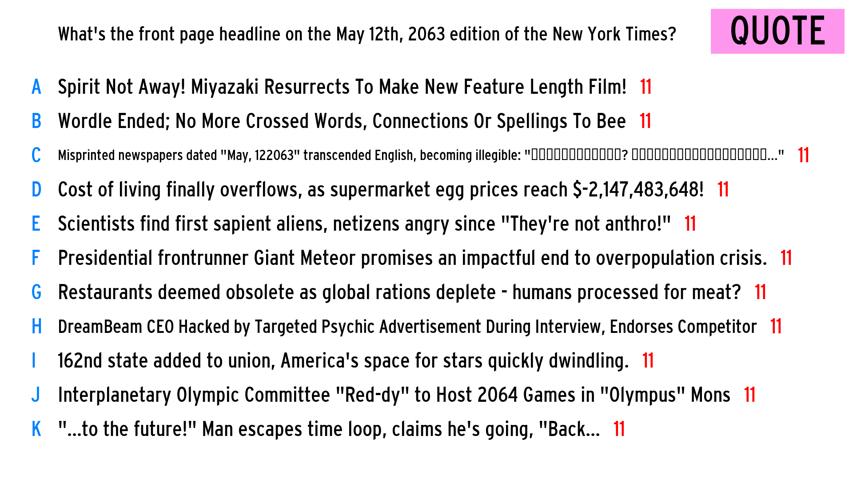 What's the front page headline on the May 12th, 2063 edition of the New York Times?
QUOTE
A Spirit Not Away! Miyazaki Resurrects To Make New Feature Length Film! 11
B Wordle Ended; No More Crossed Words, Connections Or Spellings To Bee 11
C Misprinted newspapers dated "May, 122063" transcended English, becoming illegible: "▯▯▯▯▯▯▯▯▯▯▯▯▯? ▯▯▯▯▯▯▯▯▯▯▯▯▯▯▯▯▯▯▯..." 11
D Cost of living finally overflows, as supermarket egg prices reach $-2,147,483,648! 11
E Scientists find first sapient aliens, netizens angry since "They're not anthro!" 11
F Presidential frontrunner Giant Meteor promises an impactful end to overpopulation crisis. 11
G Restaurants deemed obsolete as global rations deplete - humans processed for meat? 11
H DreamBeam CEO Hacked by Targeted Psychic Advertisement During Interview, Endorses Competitor 11
I 162nd state added to union, America's space for stars quickly dwindling. 11
J Interplanetary Olympic Committee "Red-dy" to Host 2064 Games in "Olympus" Mons 11
K "...to the future!" Man escapes time loop, claims he's going, "Back... 11